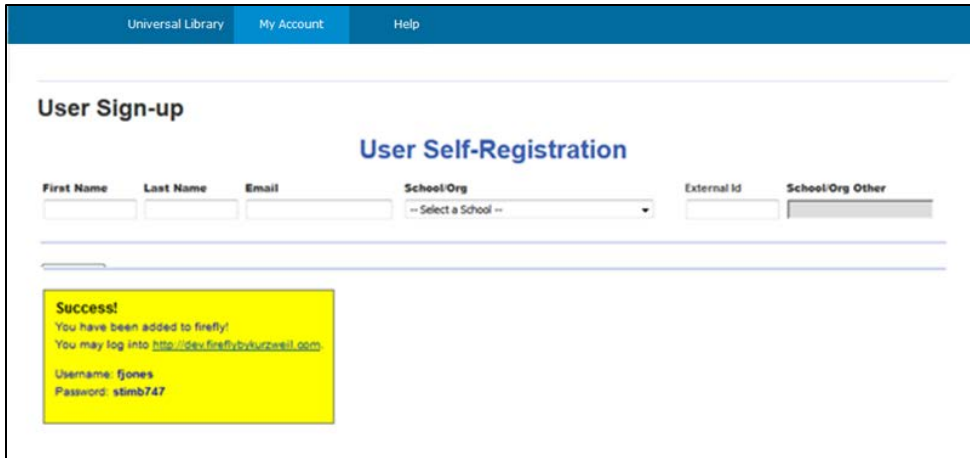 Universal Library My Account Help
User Sign-up
User Self-Registration
First Name Last Name Email School/Org External Id School/Org Other
-- Select a School --
Success!
You have been added to firefly!
You may log into http://dev.fireflybykurzweil.com.
Username: fjones
Password: stimb747